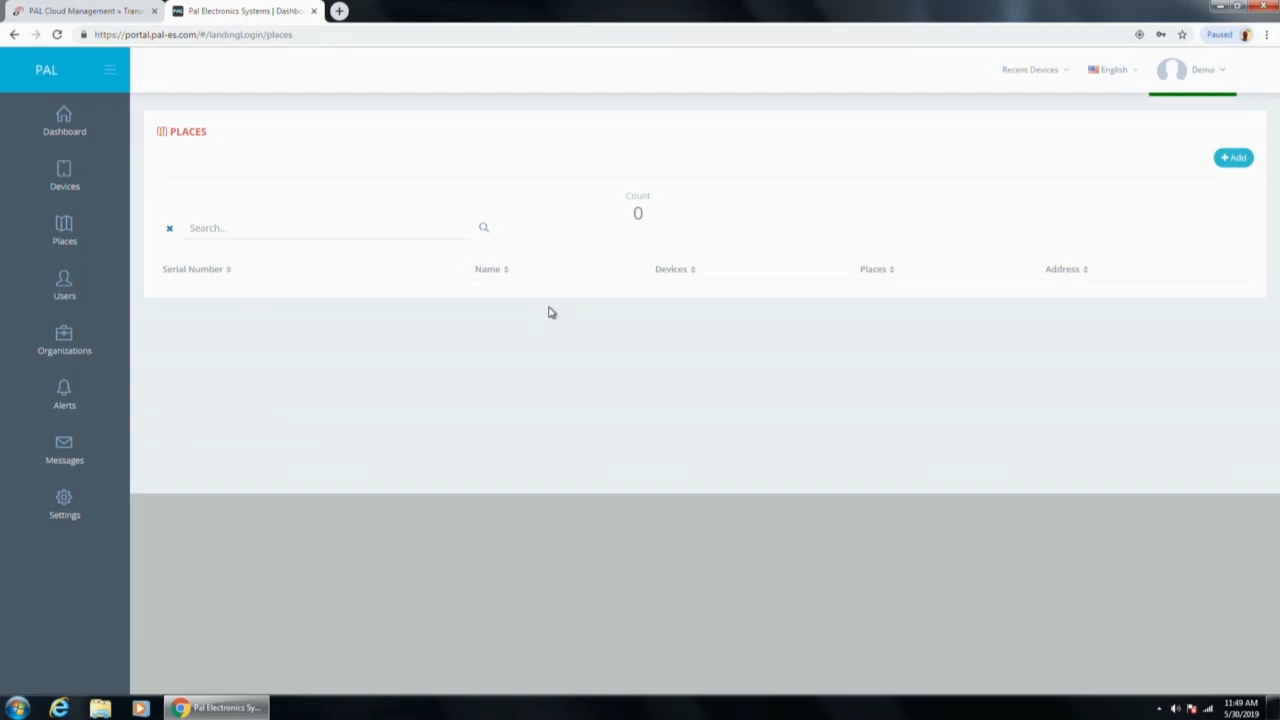 PAL Cloud Management » Trans
Pal Electronics Systems | Dashbo
https://portal.pal-es.com/#/landingLogin/places
Paused
PAL
Recent Devices
English
Demo
Dashboard
Devices
Places
Users
Organizations
Alerts
Messages
Settings
PLACES
Add
Count
0
Search...
Serial Number
Name
Devices
Places
Address
Pal Electronics Sy...
11:49 AM
5/30/2019